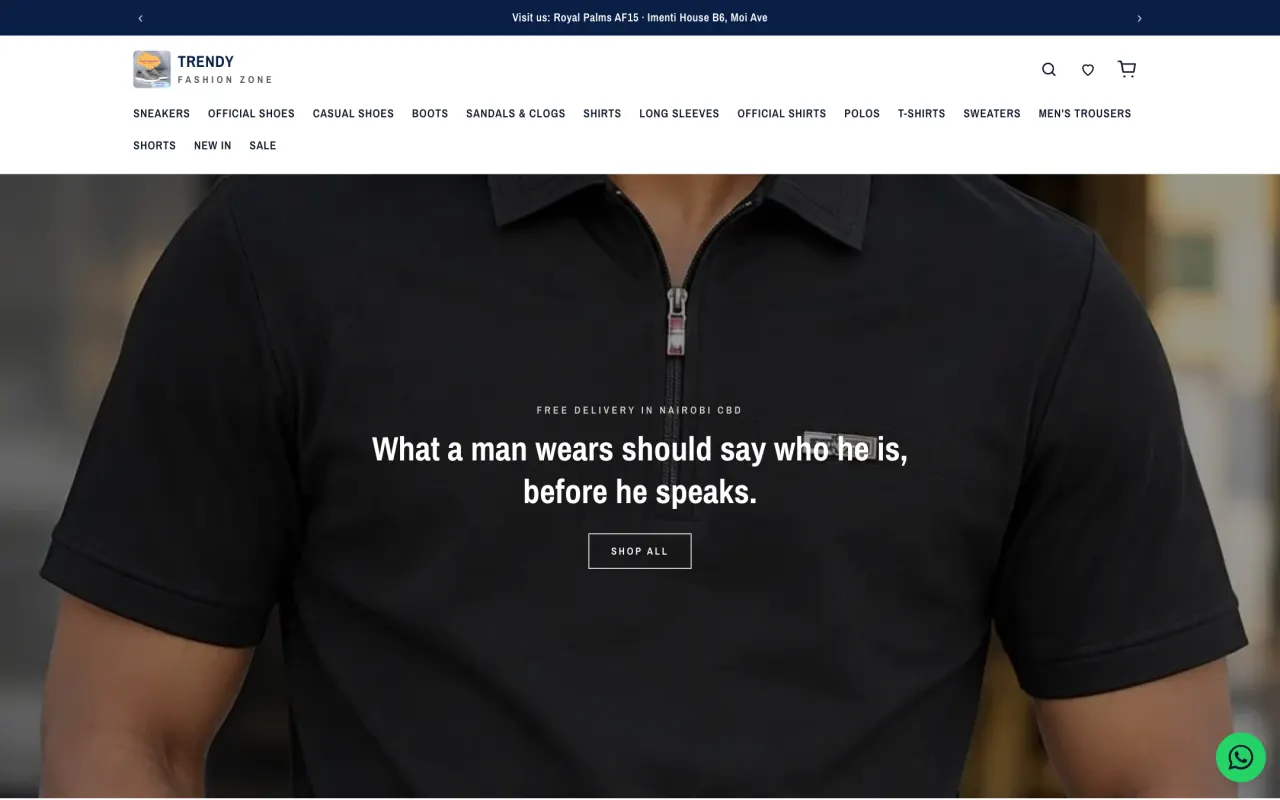 Visit us: Royal Palms AF15 · Imenti House B6, Moi Ave
TRENDY
FASHION ZONE
SNEAKERS OFFICIAL SHOES CASUAL SHOES BOOTS SANDALS & CLOGS SHIRTS LONG SLEEVES OFFICIAL SHIRTS POLOS T-SHIRTS SWEATERS MEN'S TROUSERS
SHORTS NEW IN SALE
FREE DELIVERY IN NAIROBI CBD
What a man wears should say who he is,
before he speaks.
SHOP ALL